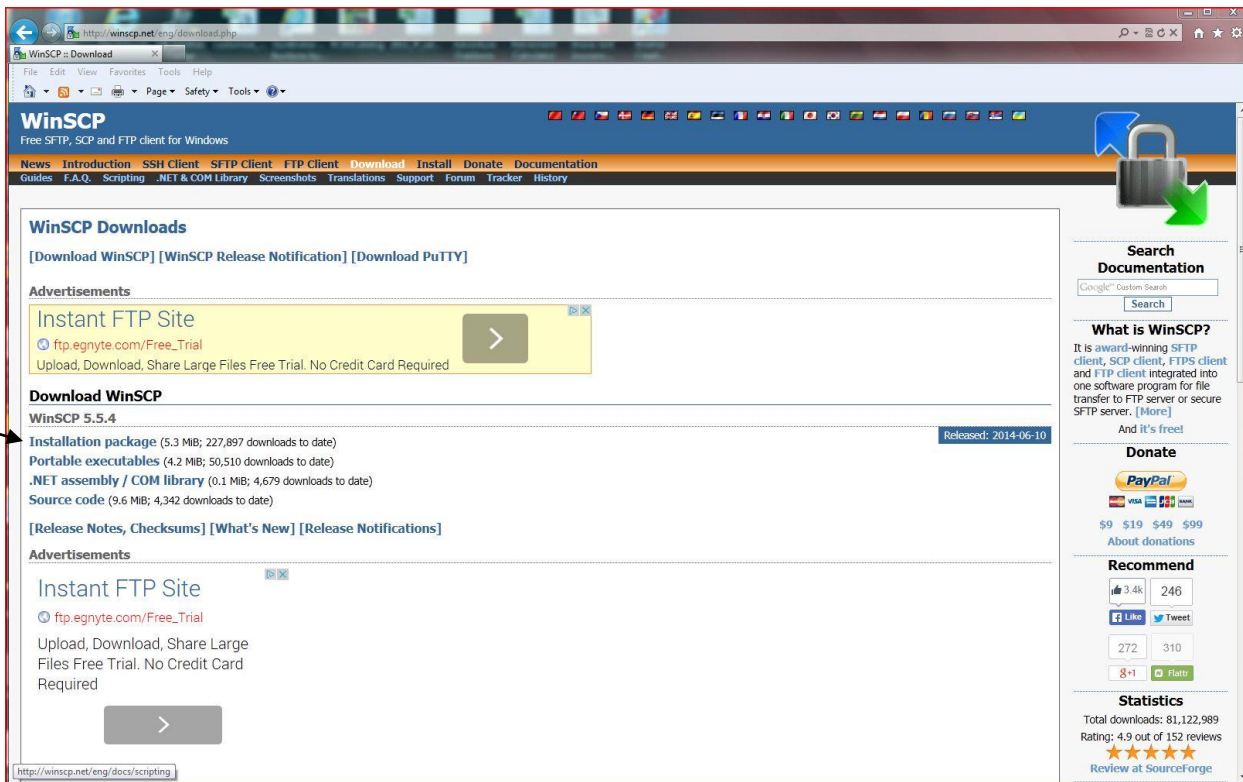 http://winscp.net/eng/download.php
WinSCP :: Download
File Edit View Favorites Tools Help
Page Safety Tools
WinSCP
Free SFTP, SCP and FTP client for Windows
News Introduction SSH Client SFTP Client FTP Client Download Install Donate Documentation
Guides F.A.Q. Scripting .NET & COM Library Screenshots Translations Support Forum Tracker History
WinSCP Downloads
[Download WinSCP] [WinSCP Release Notification] [Download PuTTY]
Advertisements
Instant FTP Site
ftp.egnyte.com/Free_Trial
Upload, Download, Share Large Files Free Trial. No Credit Card Required
Download WinSCP
WinSCP 5.5.4
Installation package (5.3 MiB; 227,897 downloads to date)
Released: 2014-06-10
Portable executables (4.2 MiB; 50,510 downloads to date)
.NET assembly / COM library (0.1 MiB; 4,679 downloads to date)
Source code (9.6 MiB; 4,342 downloads to date)
[Release Notes, Checksums] [What's New] [Release Notifications]
Advertisements
Instant FTP Site
ftp.egnyte.com/Free_Trial
Upload, Download, Share Large
Files Free Trial. No Credit Card
Required
http://winscp.net/eng/docs/scripting
Search
Documentation
Google™ Custom Search
Search
What is WinSCP?
It is award-winning SFTP
client, SCP client, FTPS client
and FTP client integrated into
one software program for file
transfer to FTP server or secure
SFTP server. [More]
And it's free!
Donate
PayPal
VISA
BANK
$9 $19 $49 $99
About donations
Recommend
3.4k 246
Like Tweet
272 310
g+1 Flattr
Statistics
Total downloads: 81,122,989
Rating: 4.9 out of 152 reviews
Review at SourceForge